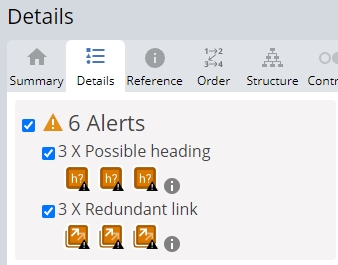 Details
Summary Details Reference Order Structure Contr
6 Alerts
3 X Possible heading
h? h? h?
3 X Redundant link